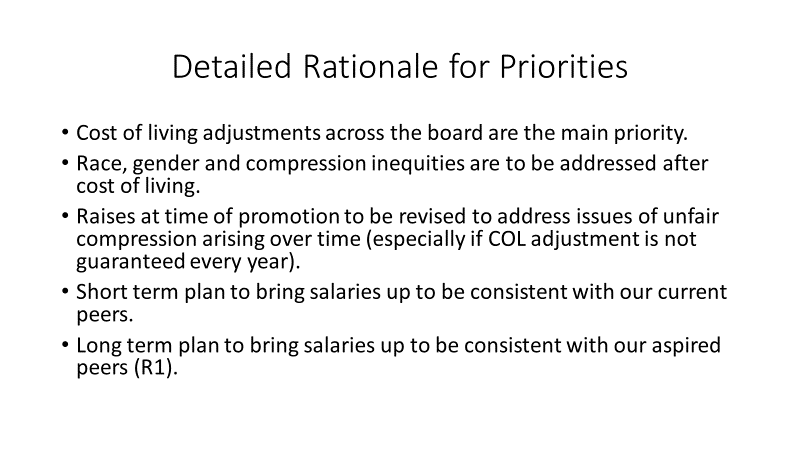 Detailed Rationale for Priorities
• Cost of living adjustments across the board are the main priority.
• Race, gender and compression inequities are to be addressed after
cost of living.
• Raises at time of promotion to be revised to address issues of unfair
compression arising over time (especially if COL adjustment is not
guaranteed every year).
• Short term plan to bring salaries up to be consistent with our current
peers.
• Long term plan to bring salaries up to be consistent with our aspired
peers (R1).